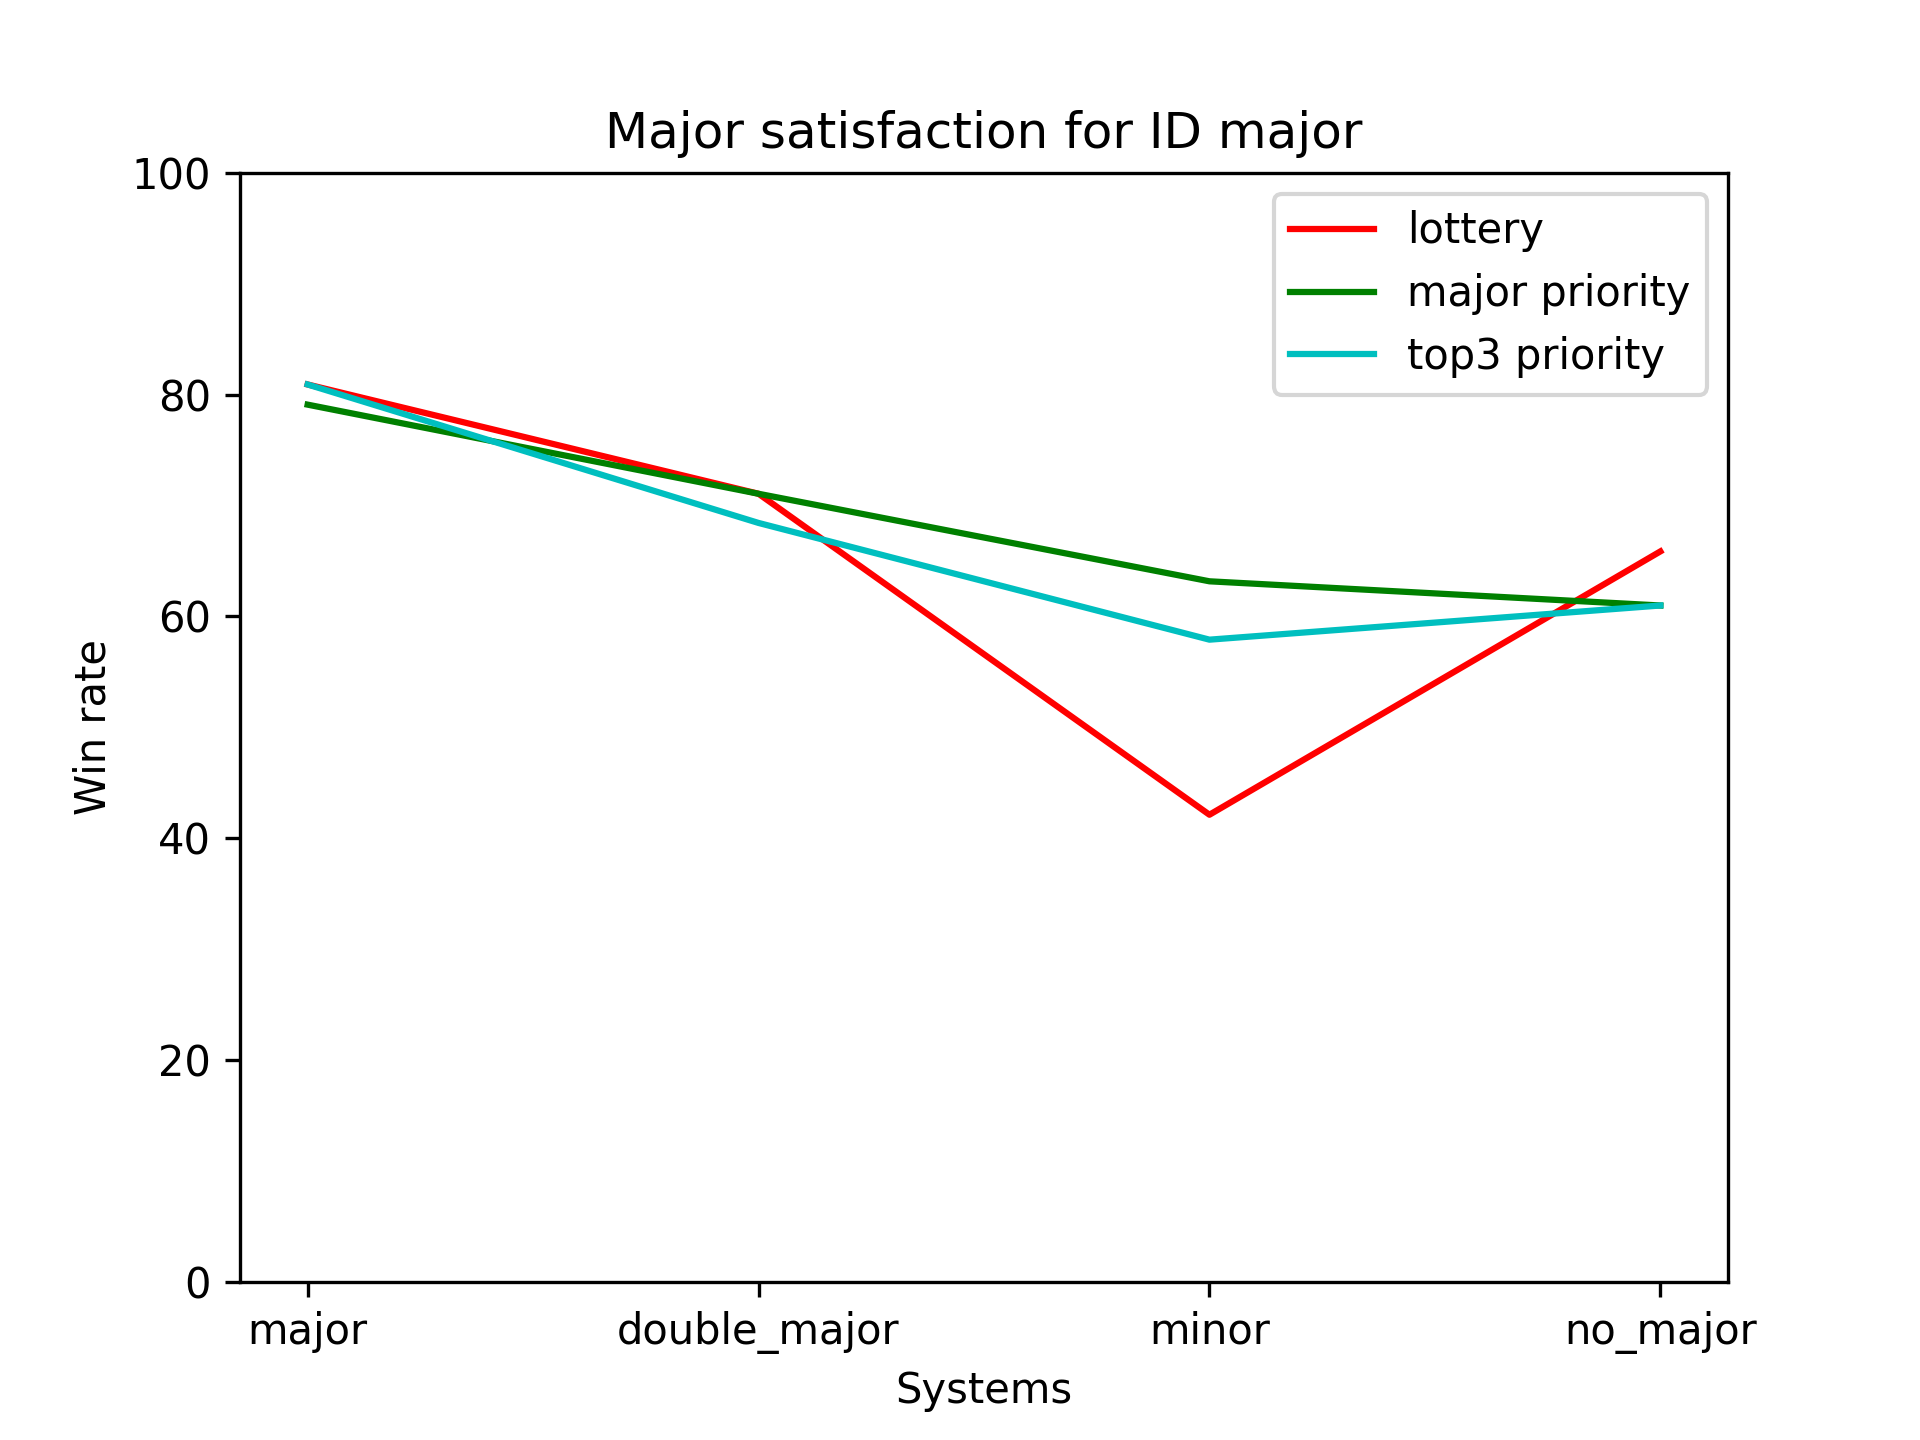 Major satisfaction for ID major
100
80
60
40
20
0
Win rate
lottery
major priority
top3 priority
major
double_major
minor
no_major
Systems